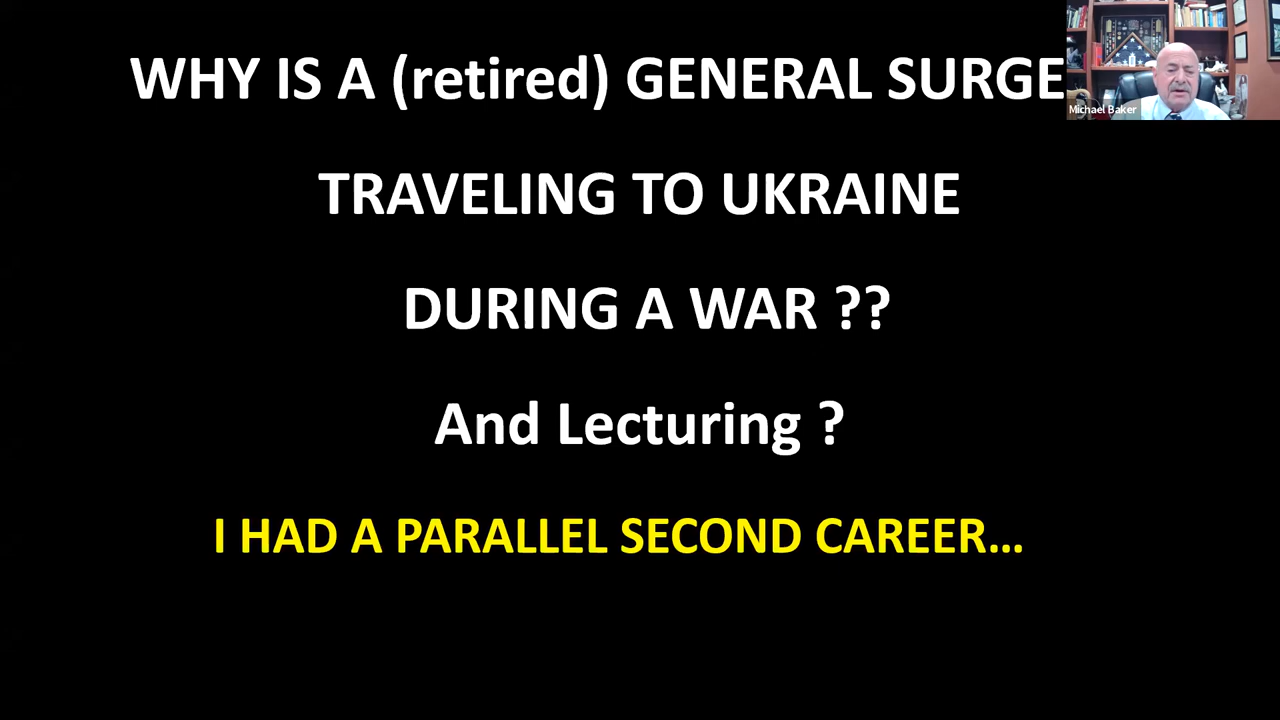 WHY IS A (retired) GENERAL SURGE
Michael Baker
TRAVELING TO UKRAINE
DURING A WAR ??
And Lecturing ?
I HAD A PARALLEL SECOND CAREER...